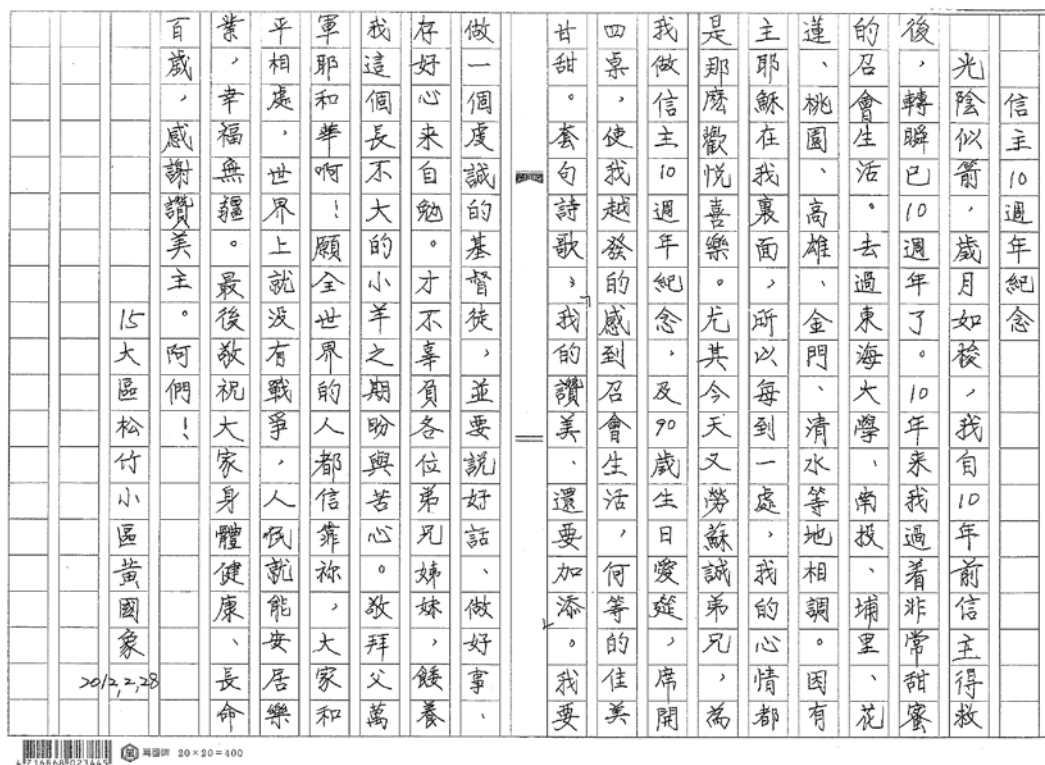 信主10週年紀念
光陰似箭，歲月如梭，我自10年前信主得救
後，轉瞬已10週年了。10年来我過着非常甜蜜
的召會生活。去過東海大學、南投、埔里、花
蓮、桃園、高雄、金門、清水等地相調。因有
主耶穌在我裏面，所以每到一處，我的心情都
是那麼歡悅喜樂。尤其今天又勞蘇誠弟兄，為
我做信主10週年紀念，及90歲生日愛筵，席開
四桌，使我越發的感到召會生活，何等的佳美
甘甜。套句詩歌，「我的讚美、還要加添。」我要
做一個虔誠的基督徒，並要説好話、做好事、
存好心来自勉。才不辜負各位弟兄姊妹，餧養
我這個長不大的小羊之期盼與苦心。敬拜父萬
軍耶和華啊！願全世界的人都信靠祢，大家和
平相處，世界上就没有戰爭，人民就能安居樂
業，幸福無疆。最後敬祝大家身體健康、長命
百歲，感謝讚美主。阿們！
15大區松竹小區黃國象
2012,2,28
4716868023445 萬國牌 20×20=400